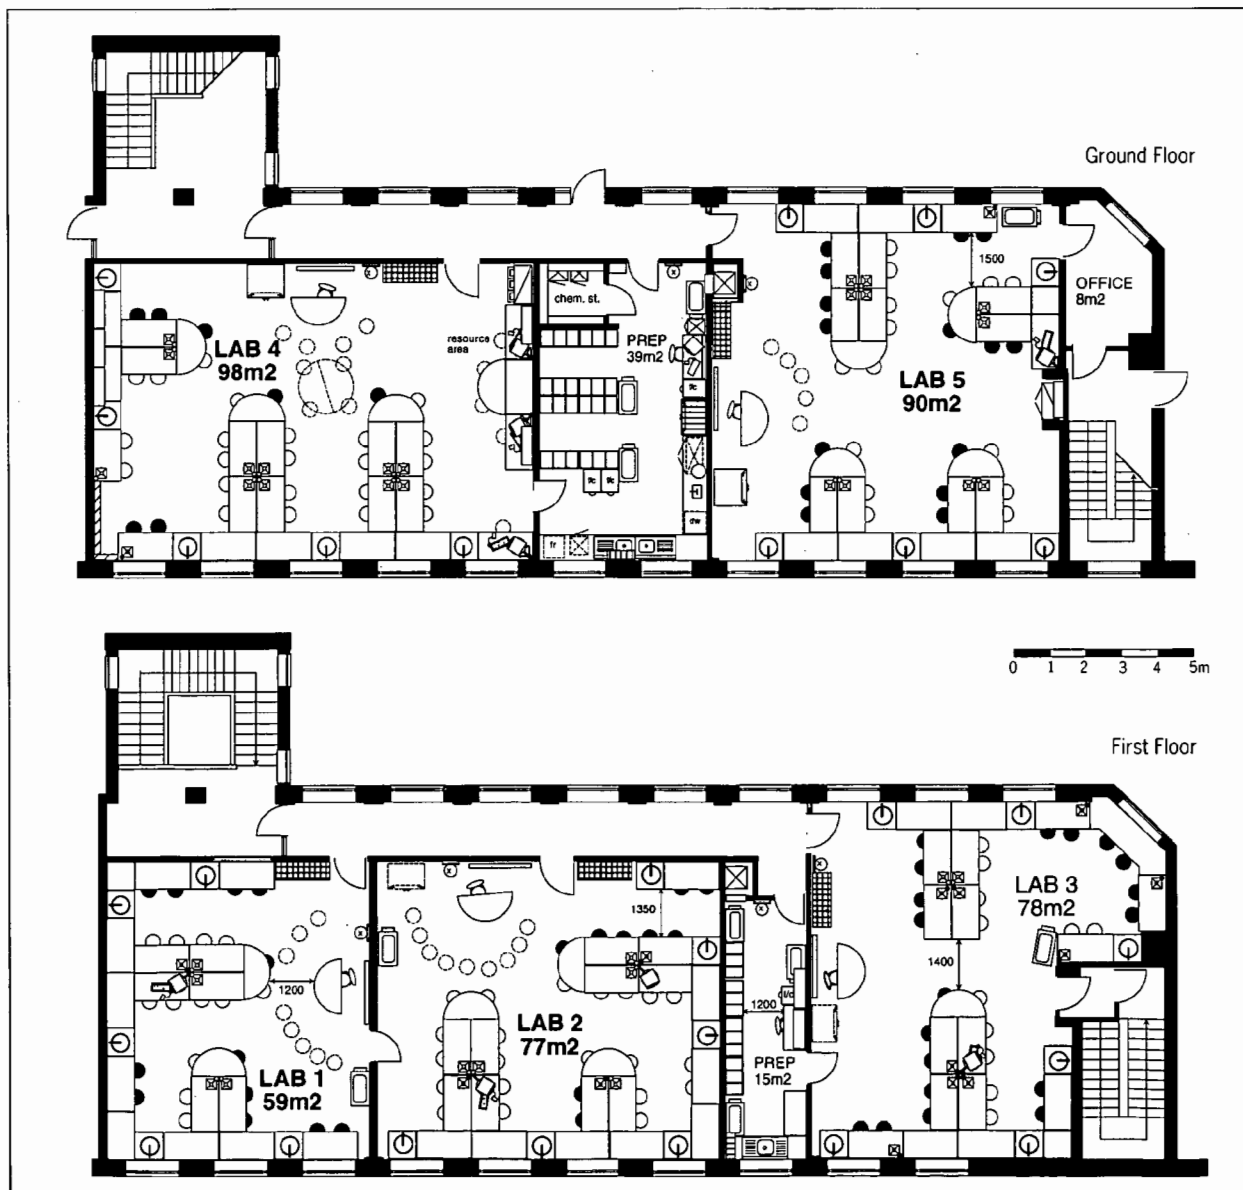 Ground Floor
chem. st.
1500
OFFICE
8m2
resource
area
PREP
39m2
LAB 4
98m2
LAB 5
90m2
fr
dw
0 1 2 3 4 5m
First Floor
LAB 3
78m2
1350
1400
1200
1200
LAB 2
77m2
PREP
15m2
LAB 1
59m2